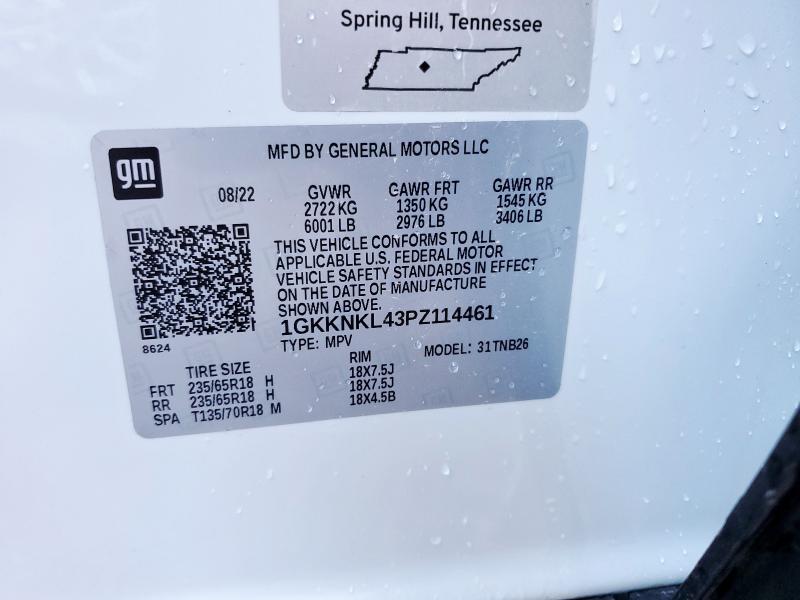 Spring Hill, Tennessee
gm
MFD BY GENERAL MOTORS LLC
08/22 GVWR GAWR FRT GAWR RR
2722 KG 1350 KG 1545 KG
6001 LB 2976 LB 3406 LB
THIS VEHICLE CONFORMS TO ALL
APPLICABLE U.S. FEDERAL MOTOR
VEHICLE SAFETY STANDARDS IN EFFECT
ON THE DATE OF MANUFACTURE
SHOWN ABOVE.
1GKKNKL43PZ114461
8624
TYPE: MPV MODEL: 31TNB26
TIRE SIZE RIM
FRT 235/65R18 H 18X7.5J
RR 235/65R18 H 18X7.5J
SPA T135/70R18 M 18X4.5B